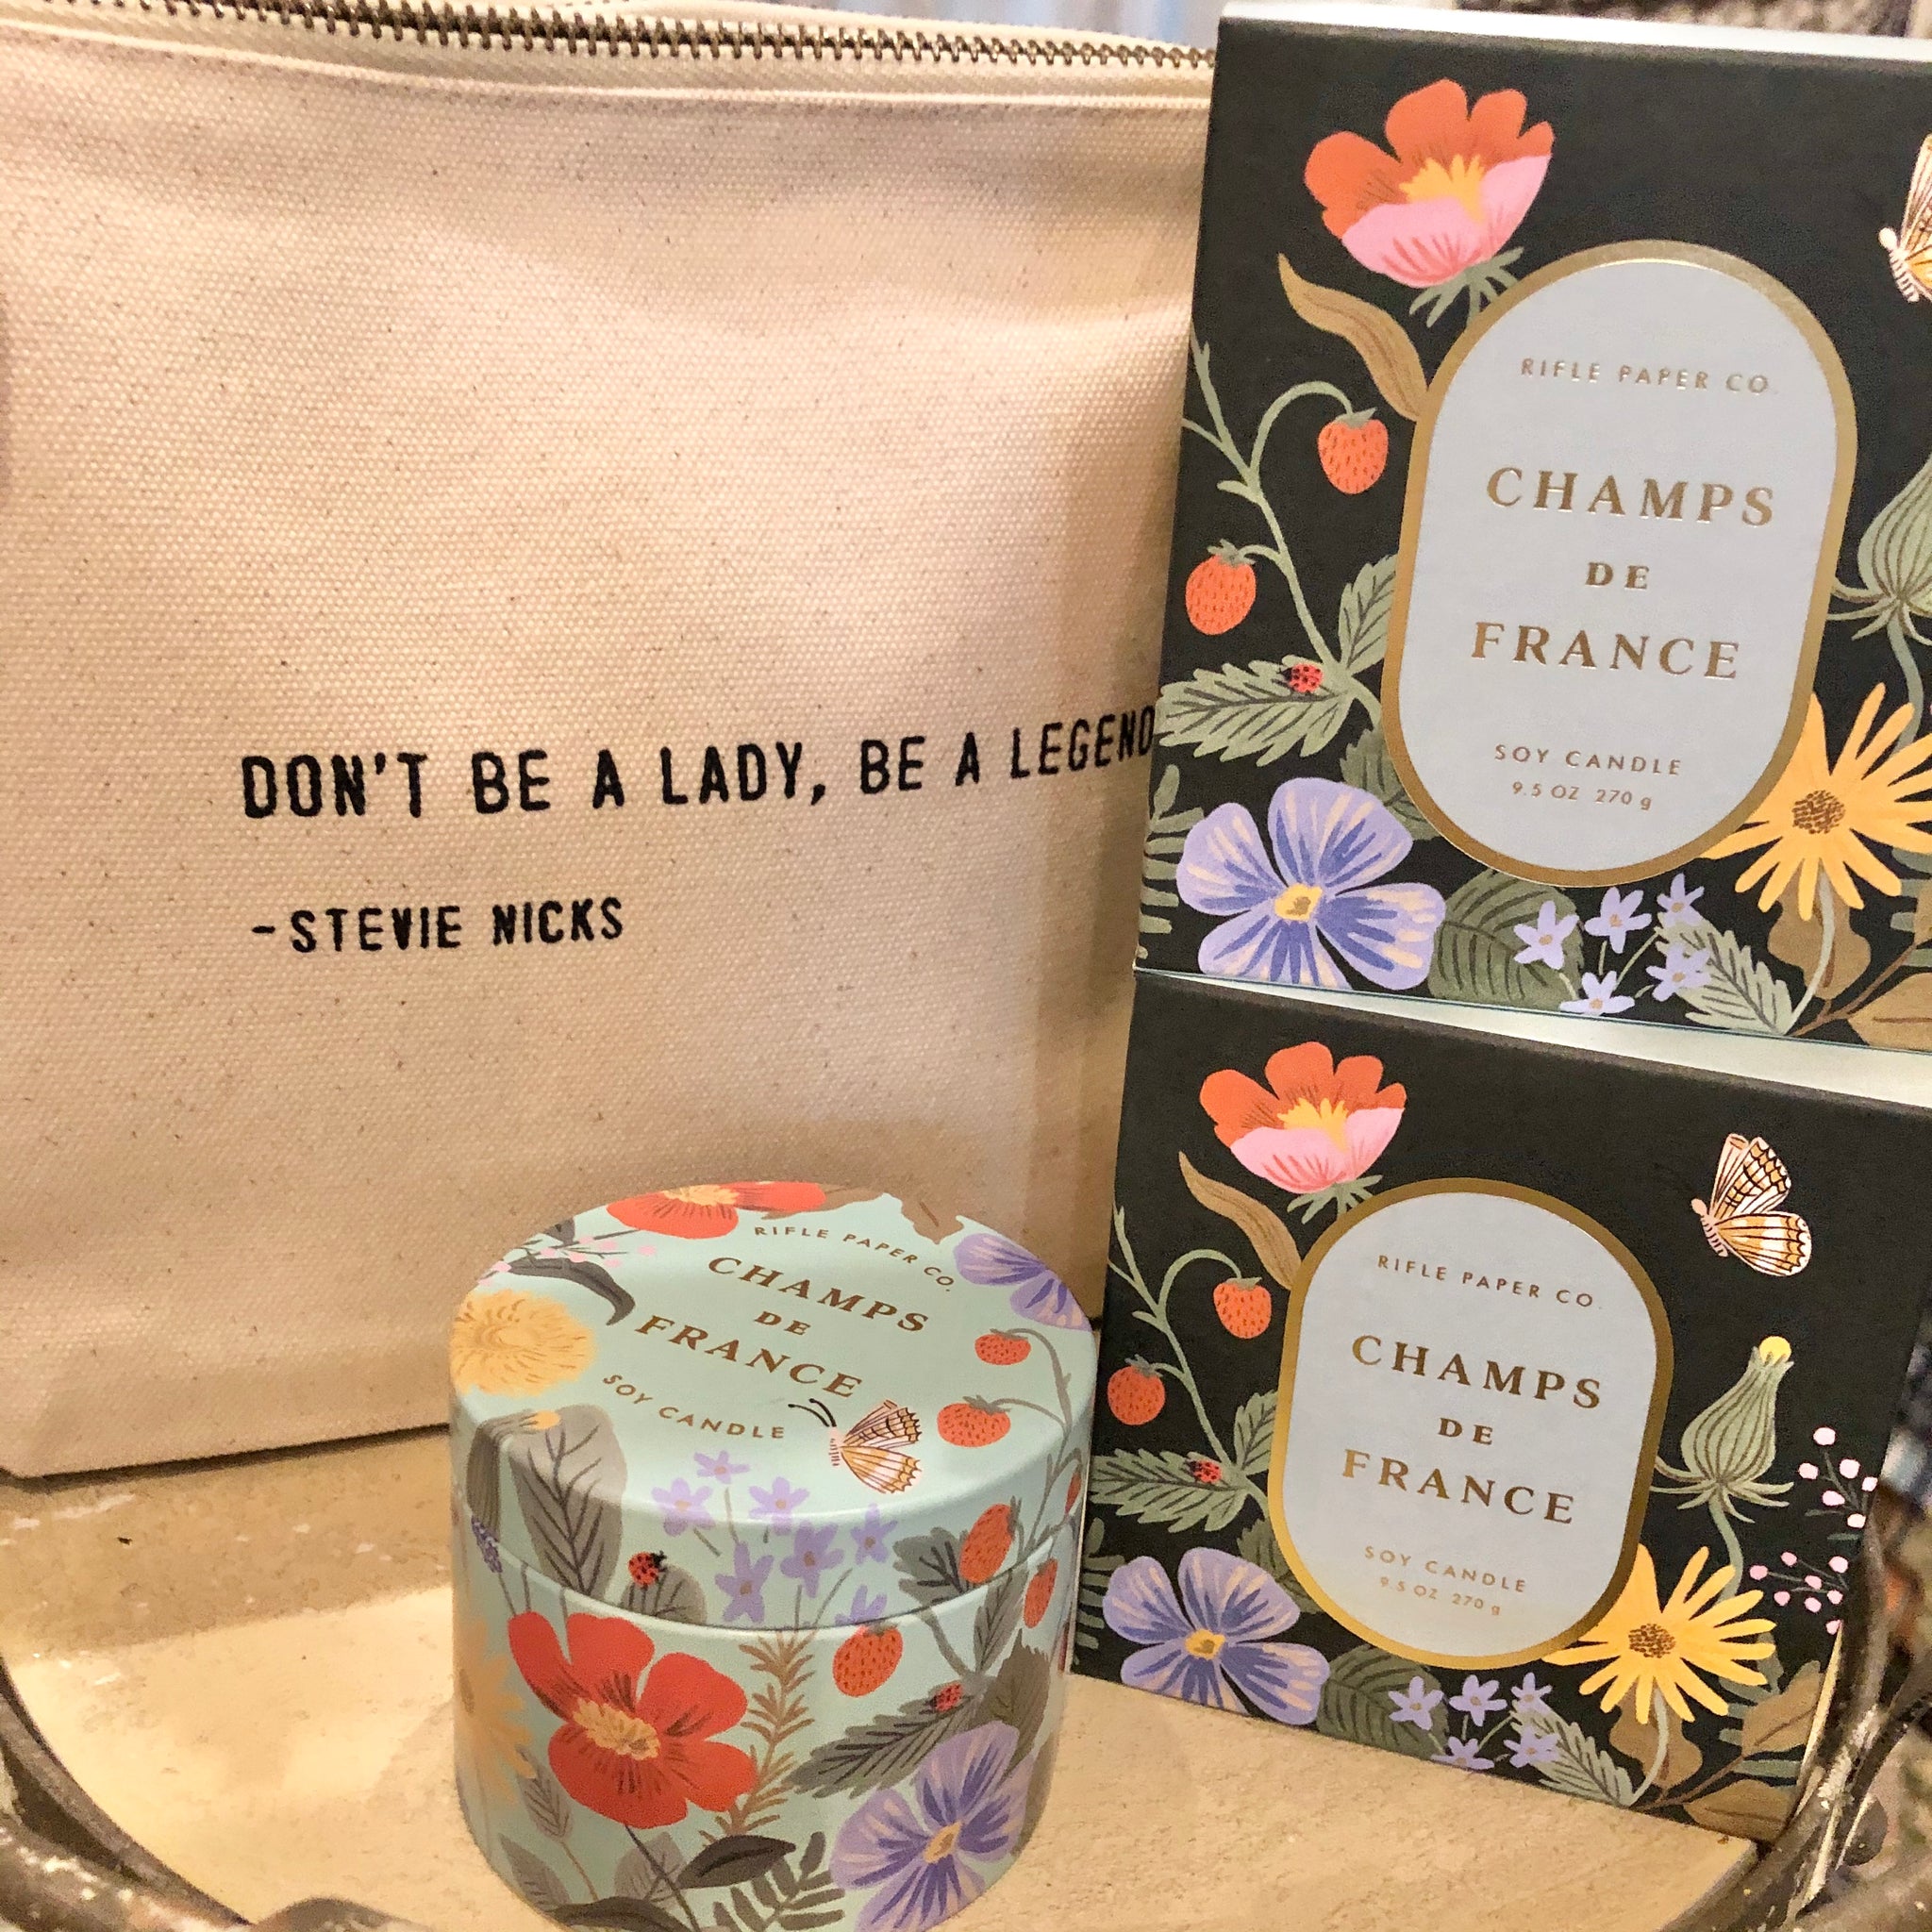 DON'T BE A LADY, BE A LEGEND
-STEVIE NICKS
RIFLE PAPER CO.
CHAMPS
DE
FRANCE
SOY CANDLE
9.5 OZ 270 g
RIFLE PAPER CO.
CHAMPS
DE
FRANCE
SOY CANDLE
9.5 OZ 270 g
RIFLE PAPER CO.
CHAMPS
DE
FRANCE
SOY CANDLE